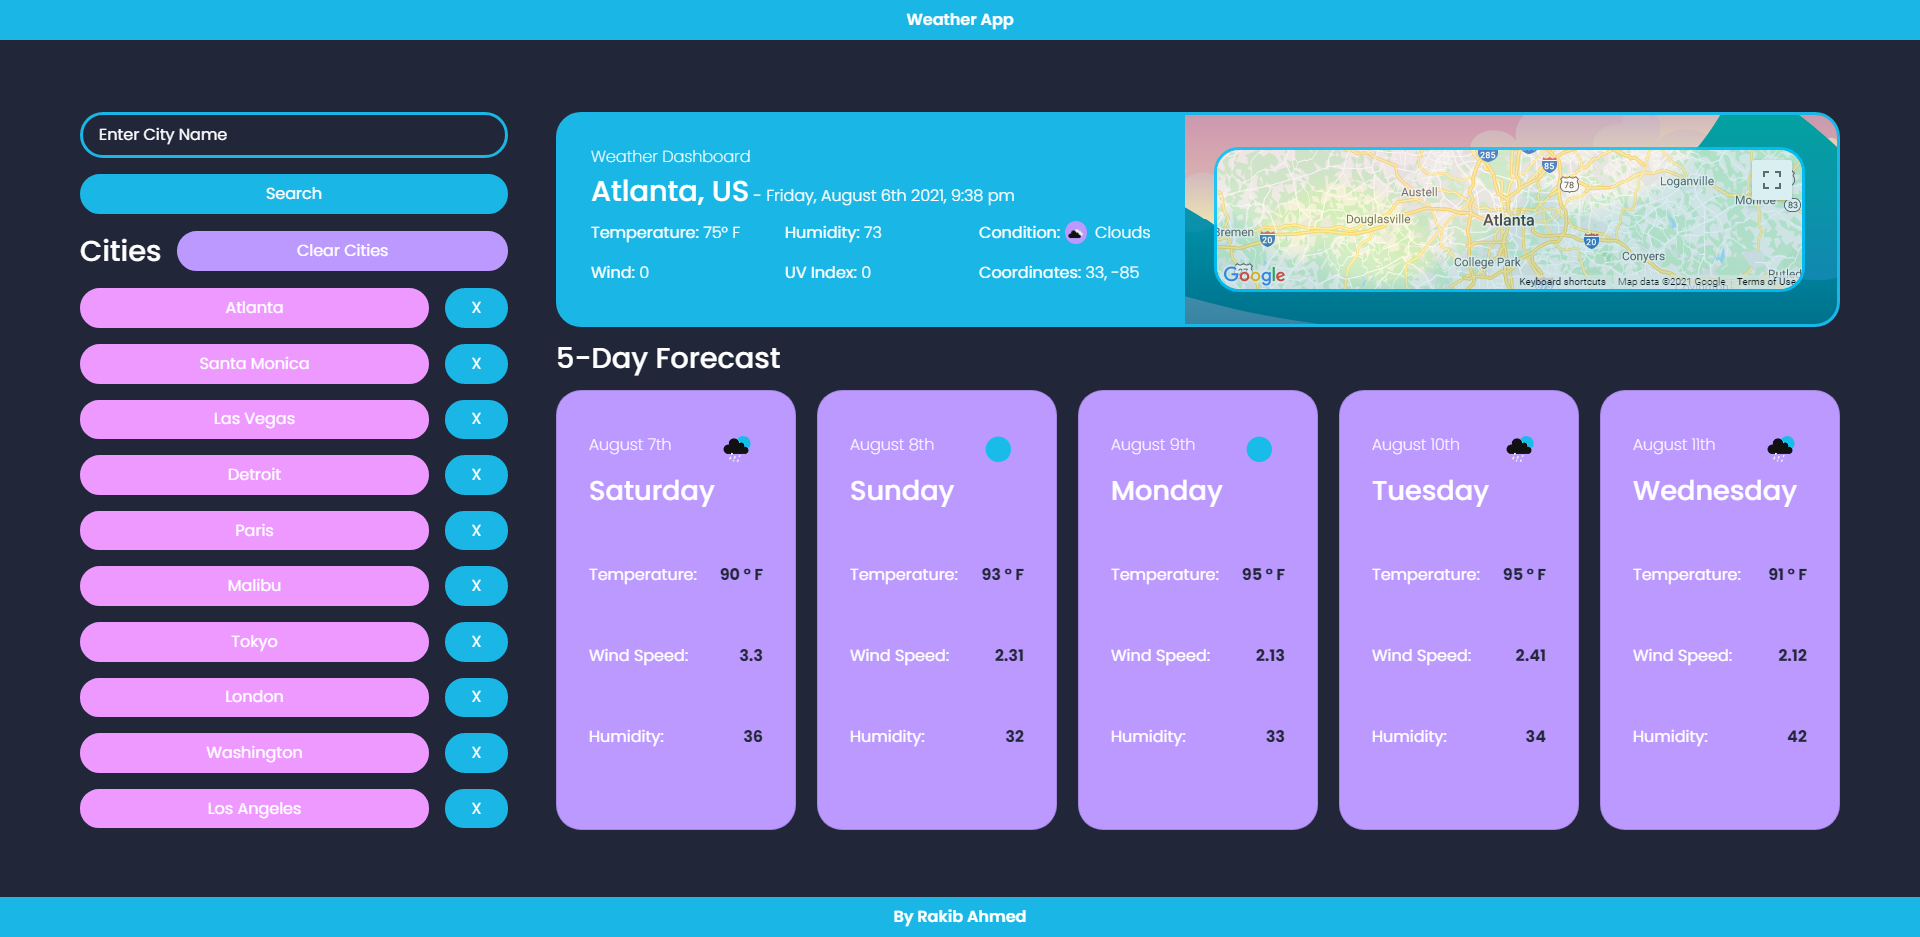 Weather App
Enter City Name
Search
Cities
Clear Cities
Atlanta X
Santa Monica X
Las Vegas X
Detroit X
Paris X
Malibu X
Tokyo X
London X
Washington X
Los Angeles X
Weather Dashboard
Atlanta, US - Friday, August 6th 2021, 9:38 pm
Temperature: 75° F Humidity: 73 Condition: Clouds
Wind: 0 UV Index: 0 Coordinates: 33, -85
285
85
78
Loganville
Austell
Monroe
83
Douglasville
Atlanta
Bremen
20
20
Conyers
College Park
Google
Keyboard shortcuts Map data ©2021 Google Terms of Use
5-Day Forecast
August 7th
Saturday
Temperature: 90 ° F
Wind Speed: 3.3
Humidity: 36
August 8th
Sunday
Temperature: 93 ° F
Wind Speed: 2.31
Humidity: 32
August 9th
Monday
Temperature: 95 ° F
Wind Speed: 2.13
Humidity: 33
August 10th
Tuesday
Temperature: 95 ° F
Wind Speed: 2.41
Humidity: 34
August 11th
Wednesday
Temperature: 91 ° F
Wind Speed: 2.12
Humidity: 42
By Rakib Ahmed